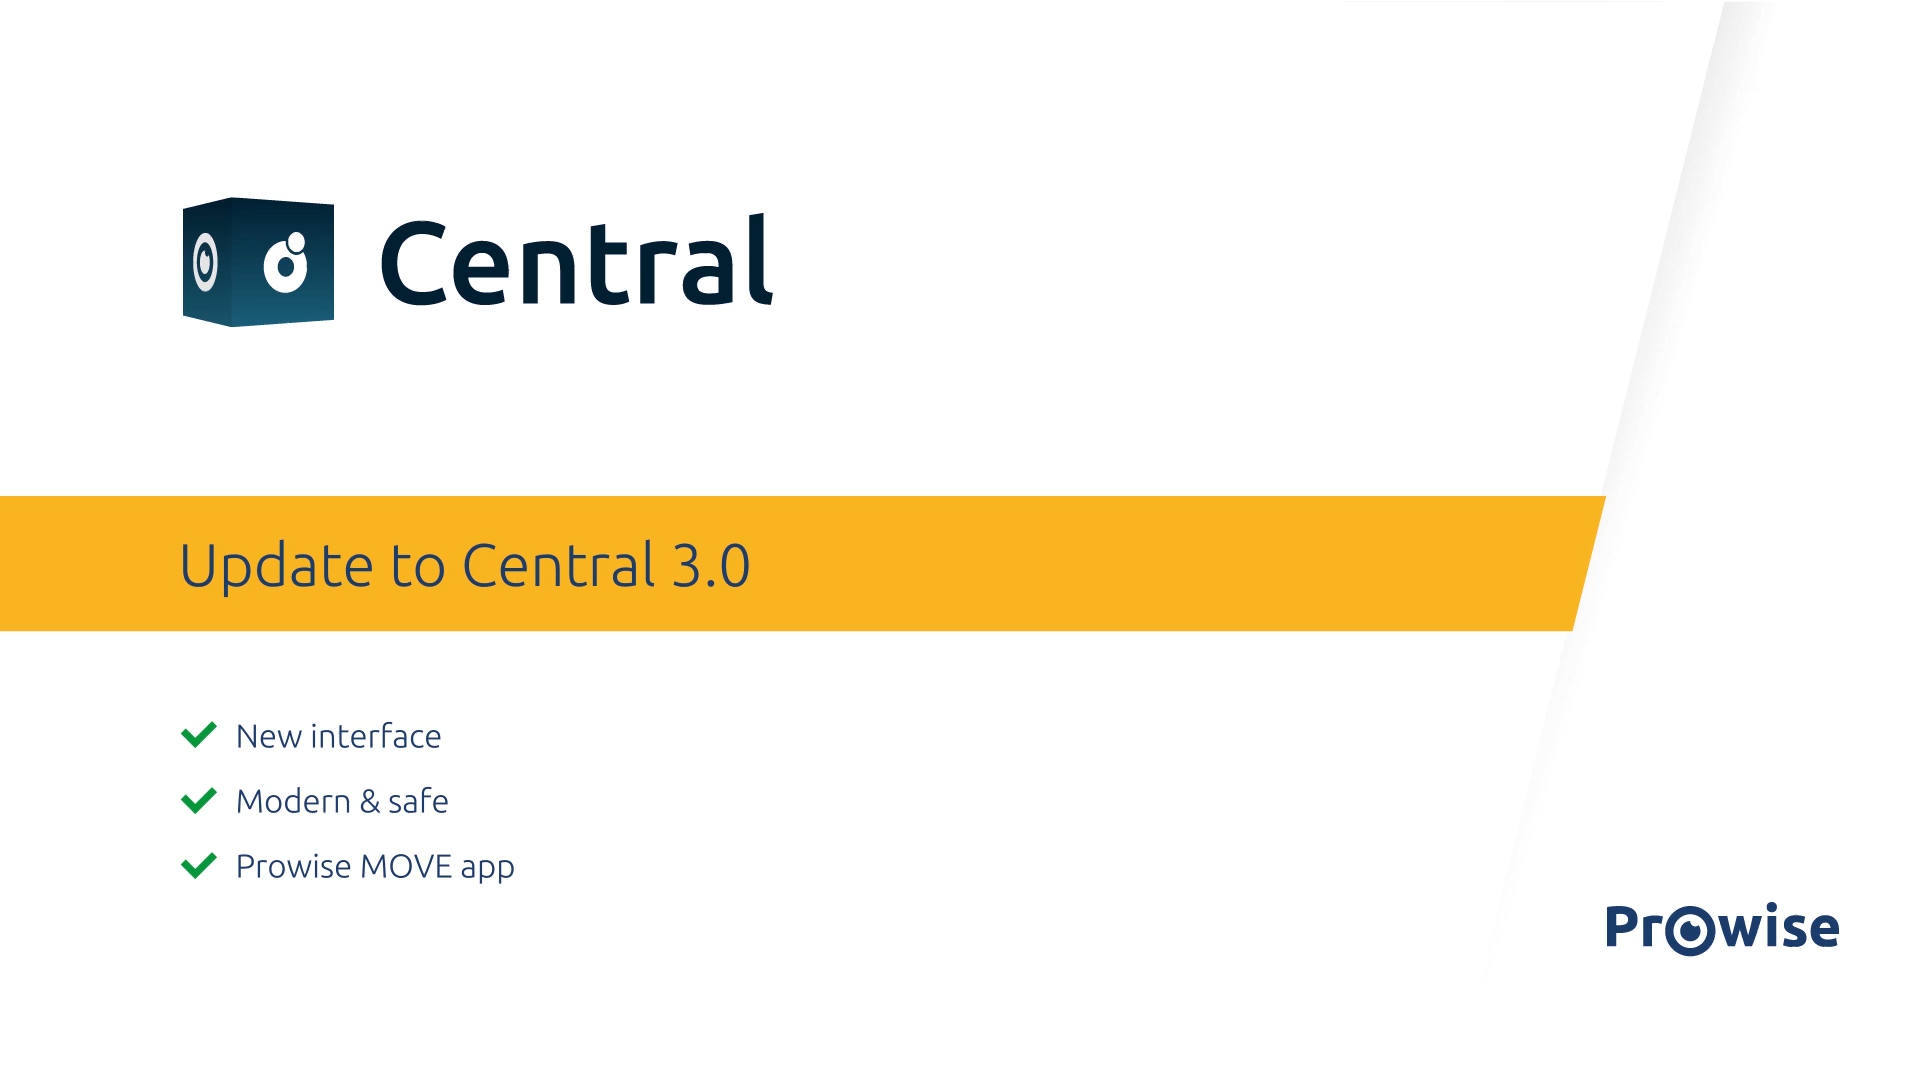 Central
Update to Central 3.0
New interface
Modern & safe
Prowise MOVE app
Prowise